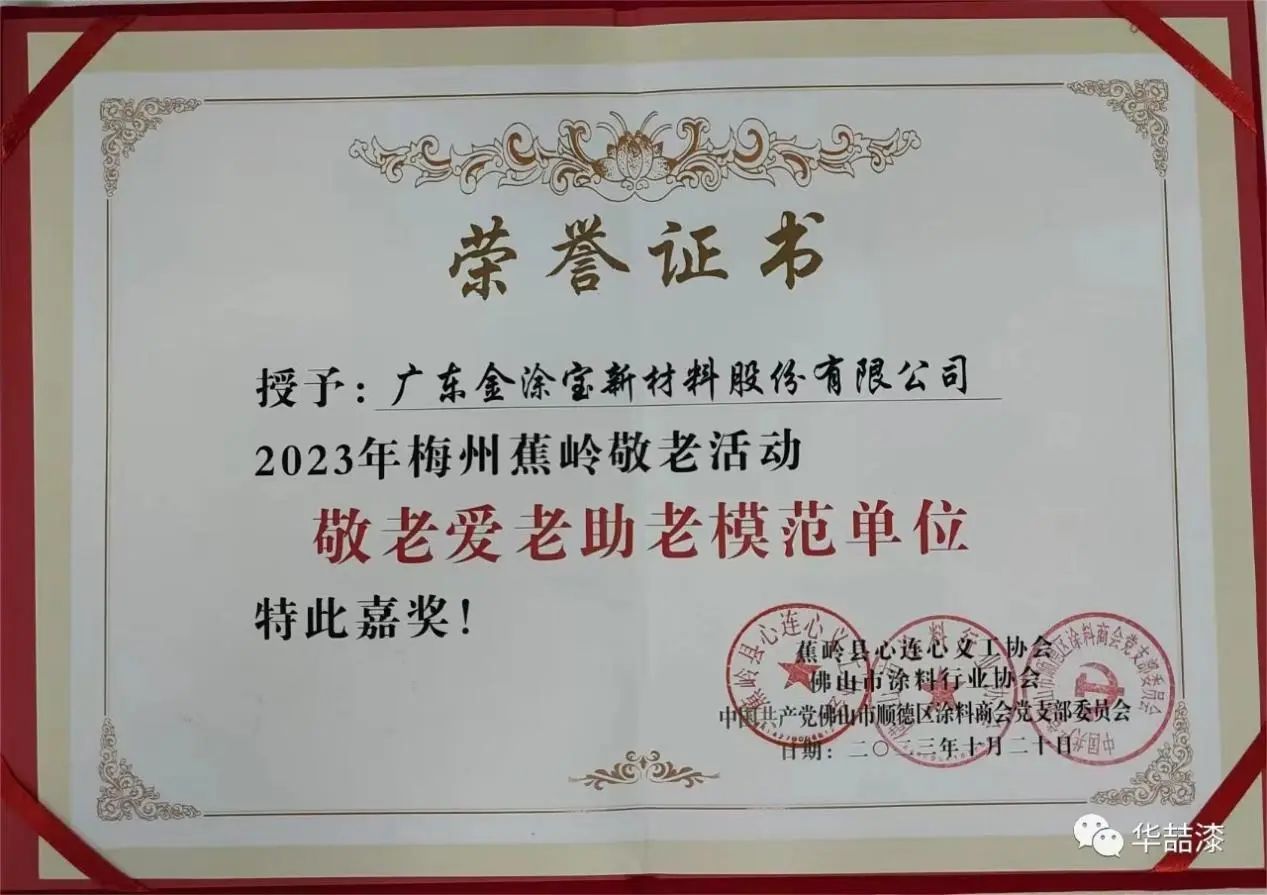 荣誉证书
授予：广东金涂宝新材料股份有限公司
2023年梅州蕉岭敬老活动
敬老爱老助老模范单位
特此嘉奖！
蕉岭县心连心义工协会
佛山市涂料行业协会
中国共产党佛山市顺德区涂料商会党支部委员会
日期：二〇二三年十月二十日
华喆漆